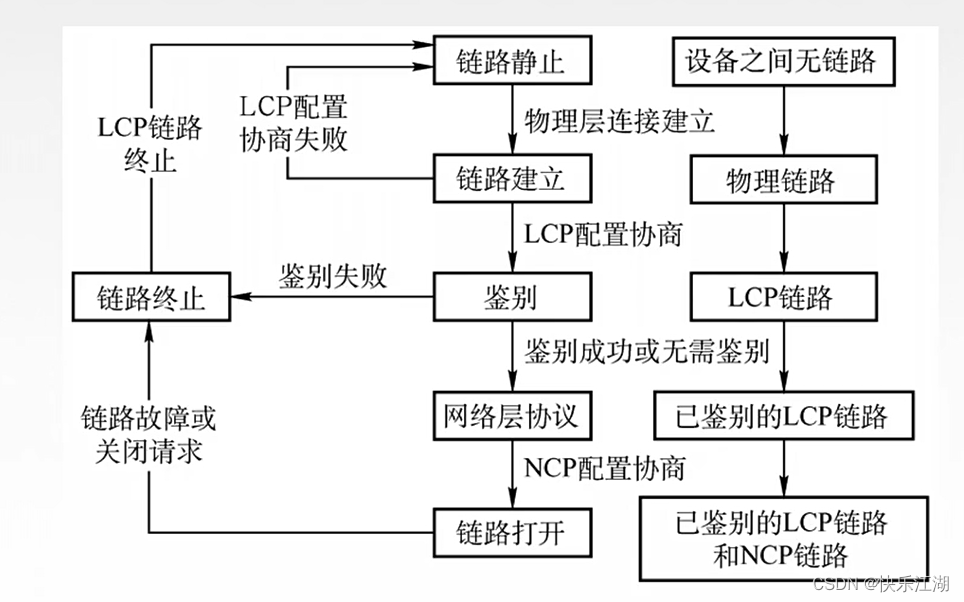 链路静止
设备之间无链路
LCP配置
协商失败
LCP链路
终止
物理层连接建立
链路建立
物理链路
LCP配置协商
鉴别失败
链路终止
鉴别
LCP链路
鉴别成功或无需鉴别
链路故障或
关闭请求
网络层协议
已鉴别的LCP链路
NCP配置协商
链路打开
已鉴别的LCP链路
和NCP链路
CSDN @快乐江湖